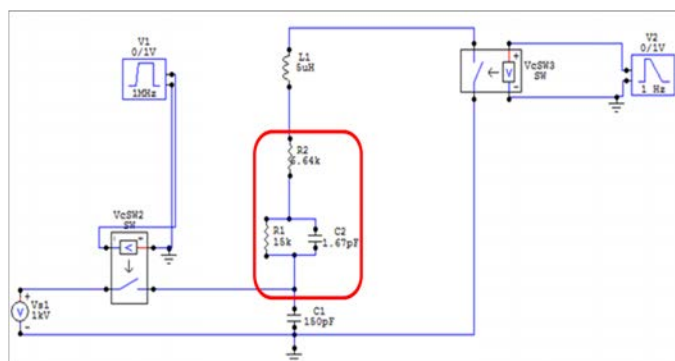 V1
0/1V
1MHz
L1
5uH
VcSW3
SW
V
V2
0/1V
1 Hz
R2
6.64k
VcSW2
SW
V
R1
15k
C2
1.67pF
Vs1
1kV
V
C1
150pF